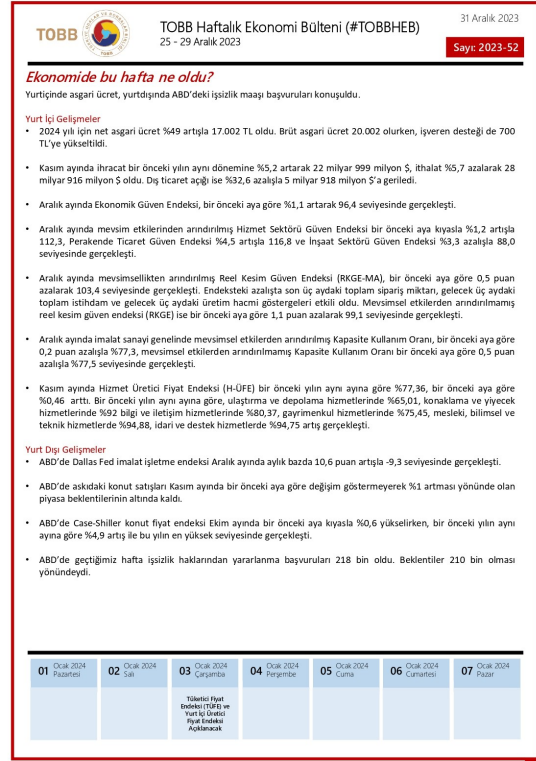 TOBB
TOBB Haftalık Ekonomi Bülteni (#TOBBHEB)
25 - 29 Aralık 2023
31 Aralık 2023
Sayı: 2023-52
Ekonomide bu hafta ne oldu?
Yurtiçinde asgari ücret, yurtdışında ABD'deki işsizlik maaşı başvuruları konuşuldu.
Yurt İçi Gelişmeler
• 2024 yılı için net asgari ücret %49 artışla 17.002 TL oldu. Brüt asgari ücret 20.002 olurken, işveren desteği de 700
TL'ye yükseltildi.
• Kasım ayında ihracat bir önceki yılın aynı dönemine %5,2 artarak 22 milyar 999 milyon $, ithalat %5,7 azalarak 28
milyar 916 milyon $ oldu. Dış ticaret açığı ise %32,6 azalışla 5 milyar 918 milyon $'a geriledi.
• Aralık ayında Ekonomik Güven Endeksi, bir önceki aya göre %1,1 artarak 96,4 seviyesinde gerçekleşti.
• Aralık ayında mevsim etkilerinden arındırılmış Hizmet Sektörü Güven Endeksi bir önceki aya kıyasla %1,2 artışla
112,3, Perakende Ticaret Güven Endeksi %4,5 artışla 116,8 ve İnşaat Sektörü Güven Endeksi %3,3 azalışla 88,0
seviyesinde gerçekleşti.
• Aralık ayında mevsimsellikten arındırılmış Reel Kesim Güven Endeksi (RKGE-MA), bir önceki aya göre 0,5 puan
azalarak 103,4 seviyesinde gerçekleşti. Endeksteki azalışta son üç aydaki toplam sipariş miktarı, gelecek üç aydaki
toplam istihdam ve gelecek üç aydaki üretim hacmi göstergeleri etkili oldu. Mevsimsel etkilerden arındırılmamış
reel kesim güven endeksi (RKGE) ise bir önceki aya göre 1,1 puan azalarak 99,1 seviyesinde gerçekleşti.
• Aralık ayında imalat sanayi genelinde mevsimsel etkilerden arındırılmış Kapasite Kullanım Oranı, bir önceki aya göre
0,2 puan azalışla %77,3, mevsimsel etkilerden arındırılmamış Kapasite Kullanım Oranı bir önceki aya göre 0,5 puan
azalışla %77,5 seviyesinde gerçekleşti.
• Kasım ayında Hizmet Üretici Fiyat Endeksi (H-ÜFE) bir önceki yılın aynı ayına göre %77,36, bir önceki aya göre
%0,46 arttı. Bir önceki yılın aynı ayına göre, ulaştırma ve depolama hizmetlerinde %65,01, konaklama ve yiyecek
hizmetlerinde %92 bilgi ve iletişim hizmetlerinde %80,37, gayrimenkul hizmetlerinde %75,45, mesleki, bilimsel ve
teknik hizmetlerde %94,88, idari ve destek hizmetlerde %94,75 artış gerçekleşti.
Yurt Dışı Gelişmeler
• ABD'de Dallas Fed imalat işletme endeksi Aralık ayında aylık bazda 10,6 puan artışla -9,3 seviyesinde gerçekleşti.
• ABD'de askıdaki konut satışları Kasım ayında bir önceki aya göre değişim göstermeyerek %1 artması yönünde olan
piyasa beklentilerinin altında kaldı.
• ABD'de Case-Shiller konut fiyat endeksi Ekim ayında bir önceki aya kıyasla %0,6 yükselirken, bir önceki yılın aynı
ayına göre %4,9 artış ile bu yılın en yüksek seviyesinde gerçekleşti.
• ABD'de geçtiğimiz hafta işsizlik haklarından yararlanma başvuruları 218 bin oldu. Beklentiler 210 bin olması
yönündeydi.
01 Ocak 2024 Pazartesi
02 Ocak 2024 Salı
03 Ocak 2024 Çarşamba
04 Ocak 2024 Perşembe
05 Ocak 2024 Cuma
06 Ocak 2024 Cumartesi
07 Ocak 2024 Pazar
Tüketici Fiyat
Endeksi (TÜFE) ve
Yurt İçi Üretici
Fiyat Endeksi
Açıklanacak